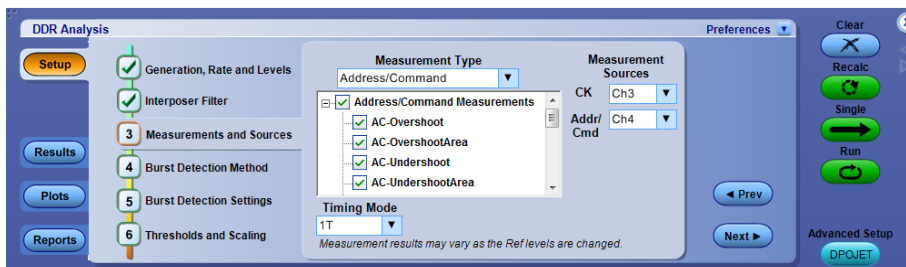 DDR Analysis
Preferences
Setup
Results
Plots
Reports
Generation, Rate and Levels
Interposer Filter
3 Measurements and Sources
4 Burst Detection Method
5 Burst Detection Settings
6 Thresholds and Scaling
Measurement Type
Address/Command
Address/Command Measurements
AC-Overshoot
AC-OvershootArea
AC-Undershoot
AC-UndershootArea
Timing Mode
1T
Measurement results may vary as the Ref levels are changed.
Measurement
Sources
CK Ch3
Addr/
Cmd Ch4
Prev
Next
Clear
Recalc
Single
Run
Advanced Setup
DPOJET